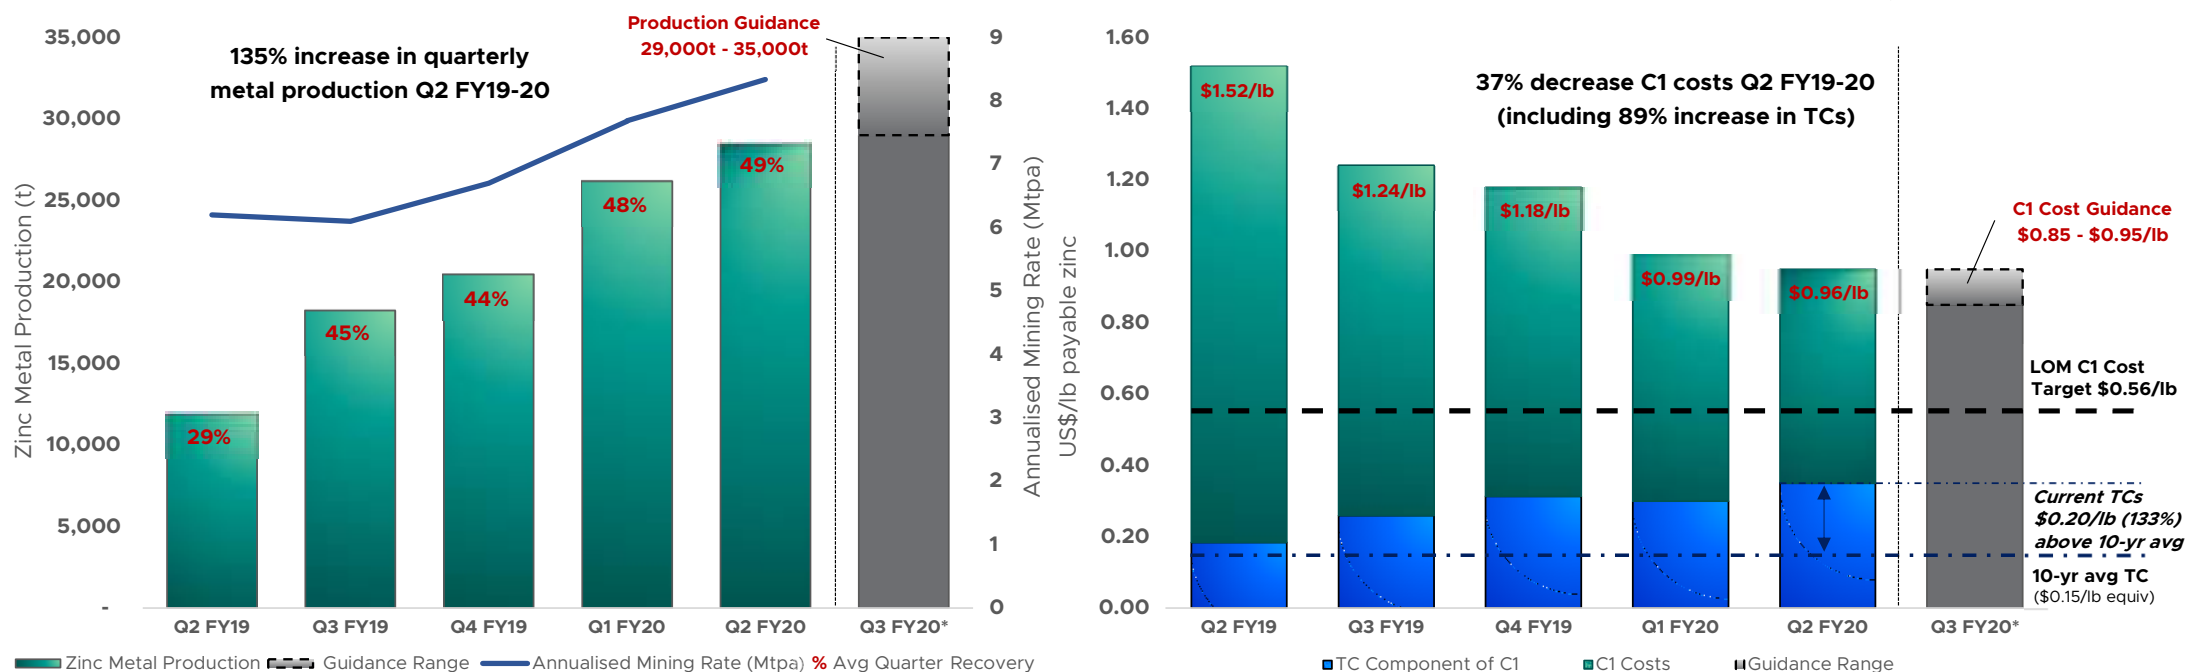 Production Guidance
29,000t - 35,000t
135% increase in quarterly
metal production Q2 FY19-20
Zinc Metal Production (t)
35,000
30,000
25,000
20,000
15,000
10,000
5,000
-
29%
45%
44%
48%
49%
9
8
7
6
5
4
3
2
1
0
Annualised Mining Rate (Mtpa)
Q2 FY19 Q3 FY19 Q4 FY19 Q1 FY20 Q2 FY20 Q3 FY20*
Zinc Metal Production Guidance Range Annualised Mining Rate (Mtpa) % Avg Quarter Recovery
US$/lb payable zinc
1.60
1.40
1.20
1.00
0.80
0.60
0.40
0.20
0.00
37% decrease C1 costs Q2 FY19-20
(including 89% increase in TCs)
$1.52/lb
$1.24/lb
$1.18/lb
$0.99/lb
$0.96/lb
C1 Cost Guidance
$0.85 - $0.95/lb
LOM C1 Cost
Target $0.56/lb
Current TCs
$0.20/lb (133%)
above 10-yr avg
10-yr avg TC
($0.15/lb equiv)
Q2 FY19 Q3 FY19 Q4 FY19 Q1 FY20 Q2 FY20 Q3 FY20*
TC Component of C1 C1 Costs Guidance Range